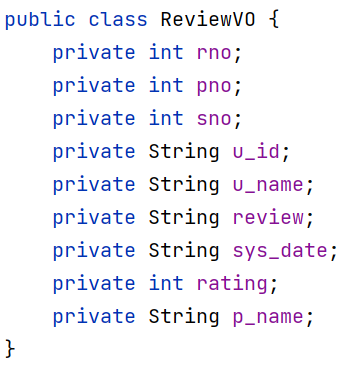 public class ReviewVO {
    private int rno;
    private int pno;
    private int sno;
    private String u_id;
    private String u_name;
    private String review;
    private String sys_date;
    private int rating;
    private String p_name;
}